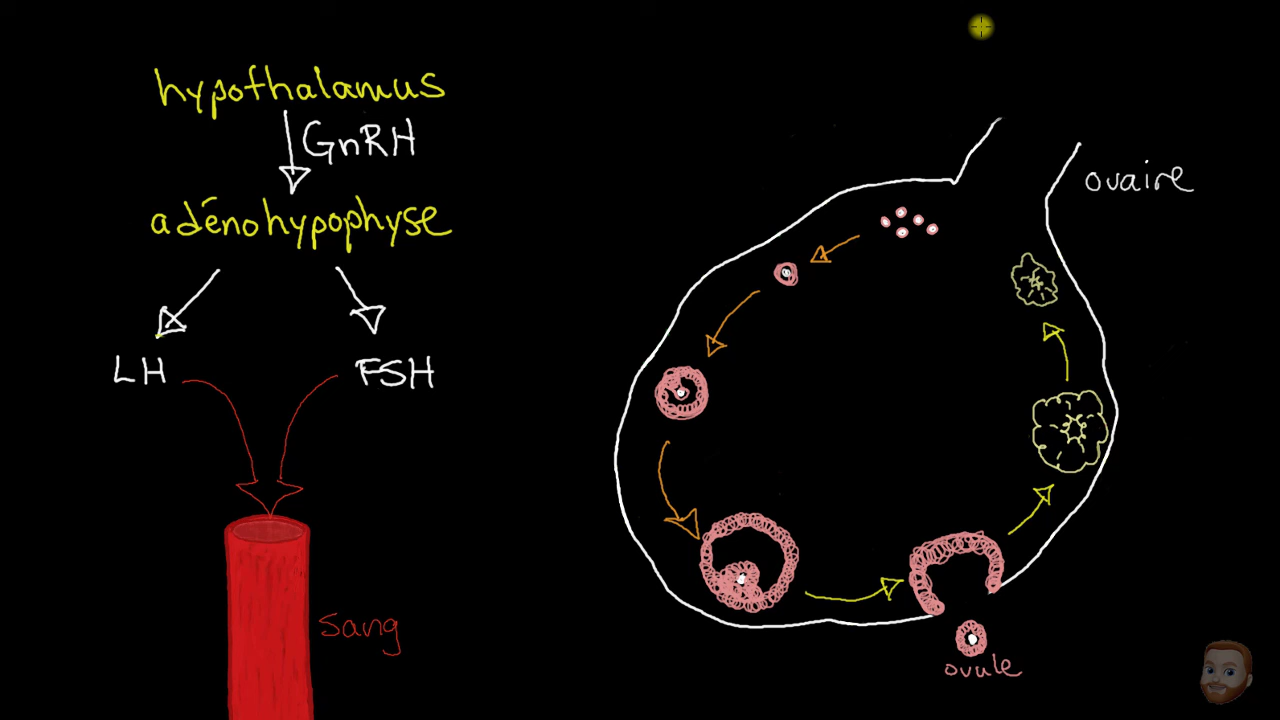 hypothalamus
GnRH
adénohypophyse
LH
FSH
sang
ovaire
ovule